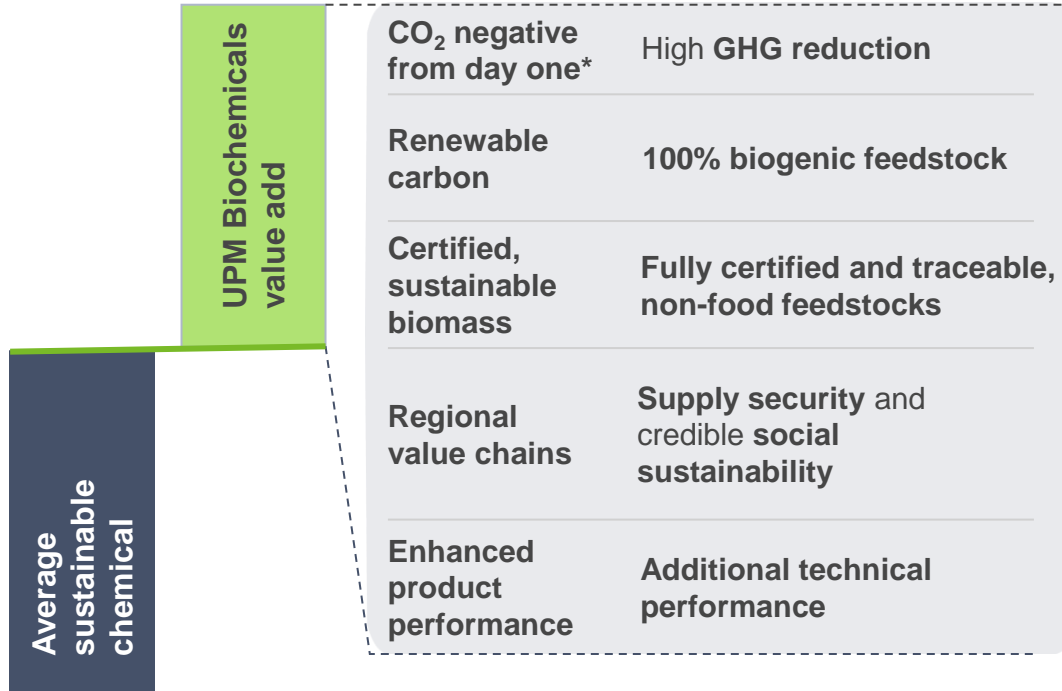 UPM Biochemicals
value add
Average
sustainable
chemical
CO₂ negative
from day one*
High GHG reduction
Renewable
carbon
100% biogenic feedstock
Certified,
sustainable
biomass
Fully certified and traceable,
non-food feedstocks
Regional
value chains
Supply security and
credible social
sustainability
Enhanced
product
performance
Additional technical
performance